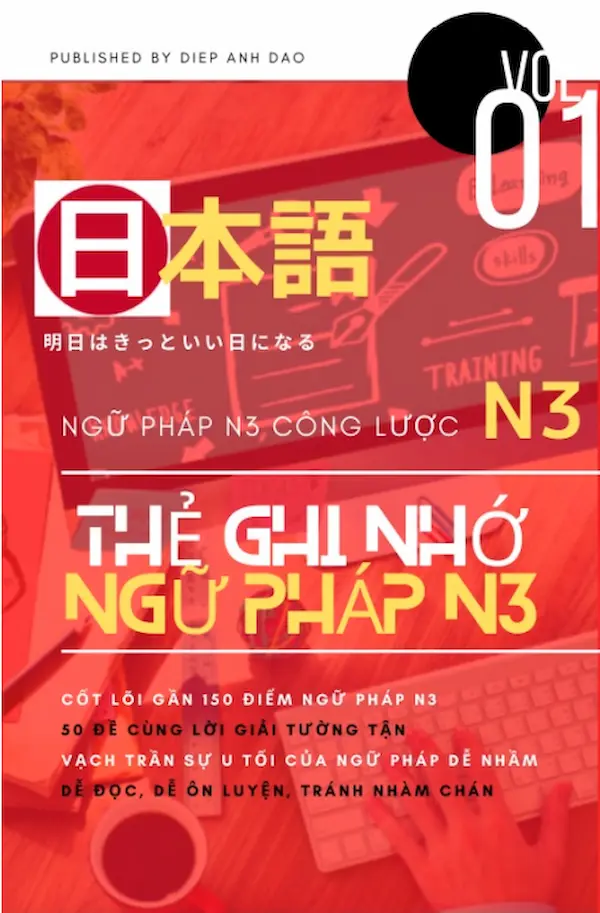 PUBLISHED BY DIEP ANH DAO
VOL
01
日本語
E-Learning
skills
明日はきっといい日になる
A+
TRAINING
NGỮ PHÁP N3 CÔNG LƯỢC N3
THẺ GHI NHỚ
NGỮ PHÁP N3
CỐT LÕI GẦN 150 ĐIỂM NGỮ PHÁP N3
50 ĐỀ CÙNG LỜI GIẢI TƯỜNG TẬN
VẠCH TRẦN SỰ U TỐI CỦA NGỮ PHÁP DỄ NHẦM
DỄ ĐỌC, DỄ ÔN LUYỆN, TRÁNH NHÀM CHÁN